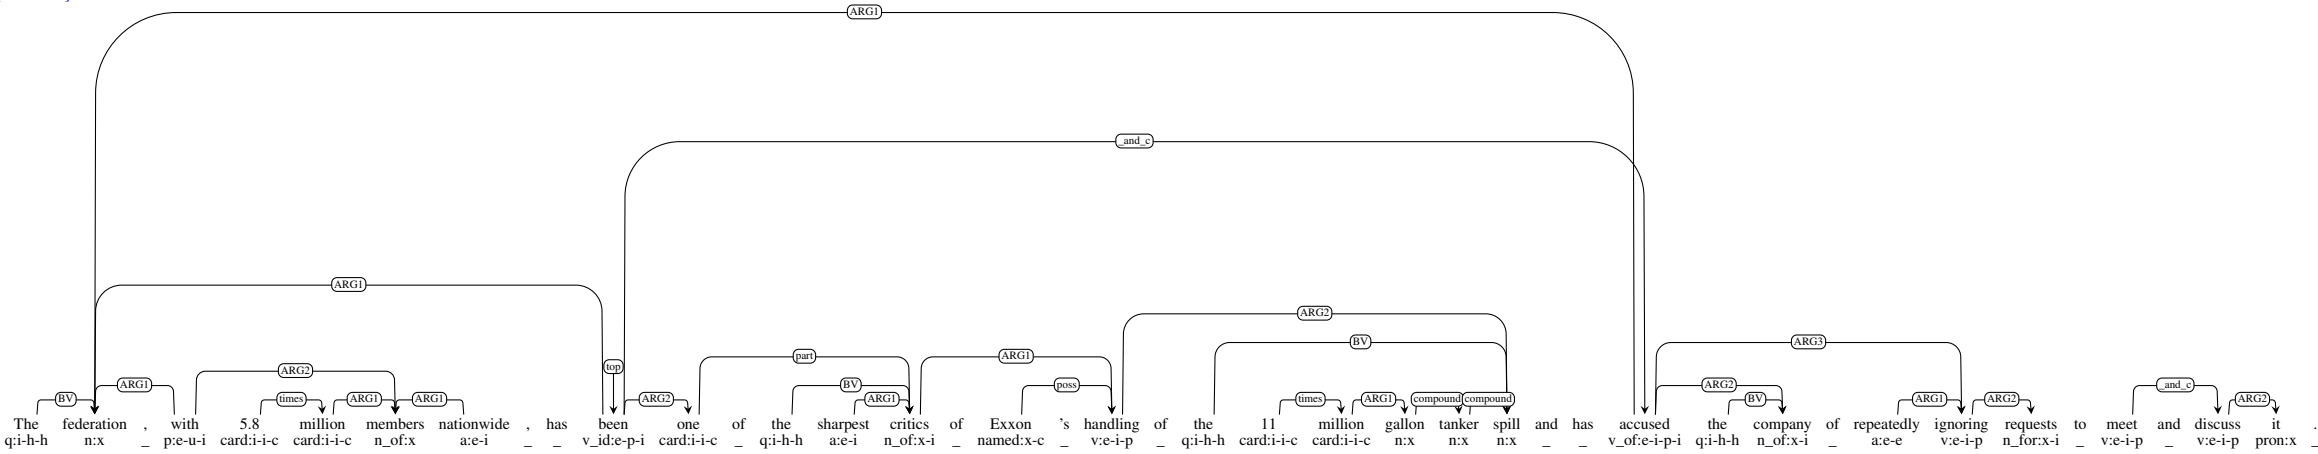 ARG1
_and_c
ARG1
ARG2
BV
part ARG1 ARG3
top
ARG2
ARG1 BV poss ARG2 _and_c
BV times ARG1 ARG1 ARG2 ARG1 times ARG1 compound compound BV ARG1 ARG2 ARG2
The federation , with 5.8 million members nationwide , has been one of the sharpest critics of Exxon 's handling of the 11 million gallon tanker spill and has accused the company of repeatedly ignoring requests to meet and discuss it .
q:i-h-h n:x _ p:e-u-i card:i-i-c card:i-i-c n_of:x a:e-i _ _ v_id:e-p-i card:i-i-c _ q:i-h-h a:e-i n_of:x-i _ named:x-c _ v:e-i-p _ q:i-h-h card:i-i-c card:i-i-c n:x n:x n:x _ _ v_of:e-i-p-i q:i-h-h n_of:x-i _ a:e-e v:e-i-p n_for:x-i _ v:e-i-p _ v:e-i-p pron:x _